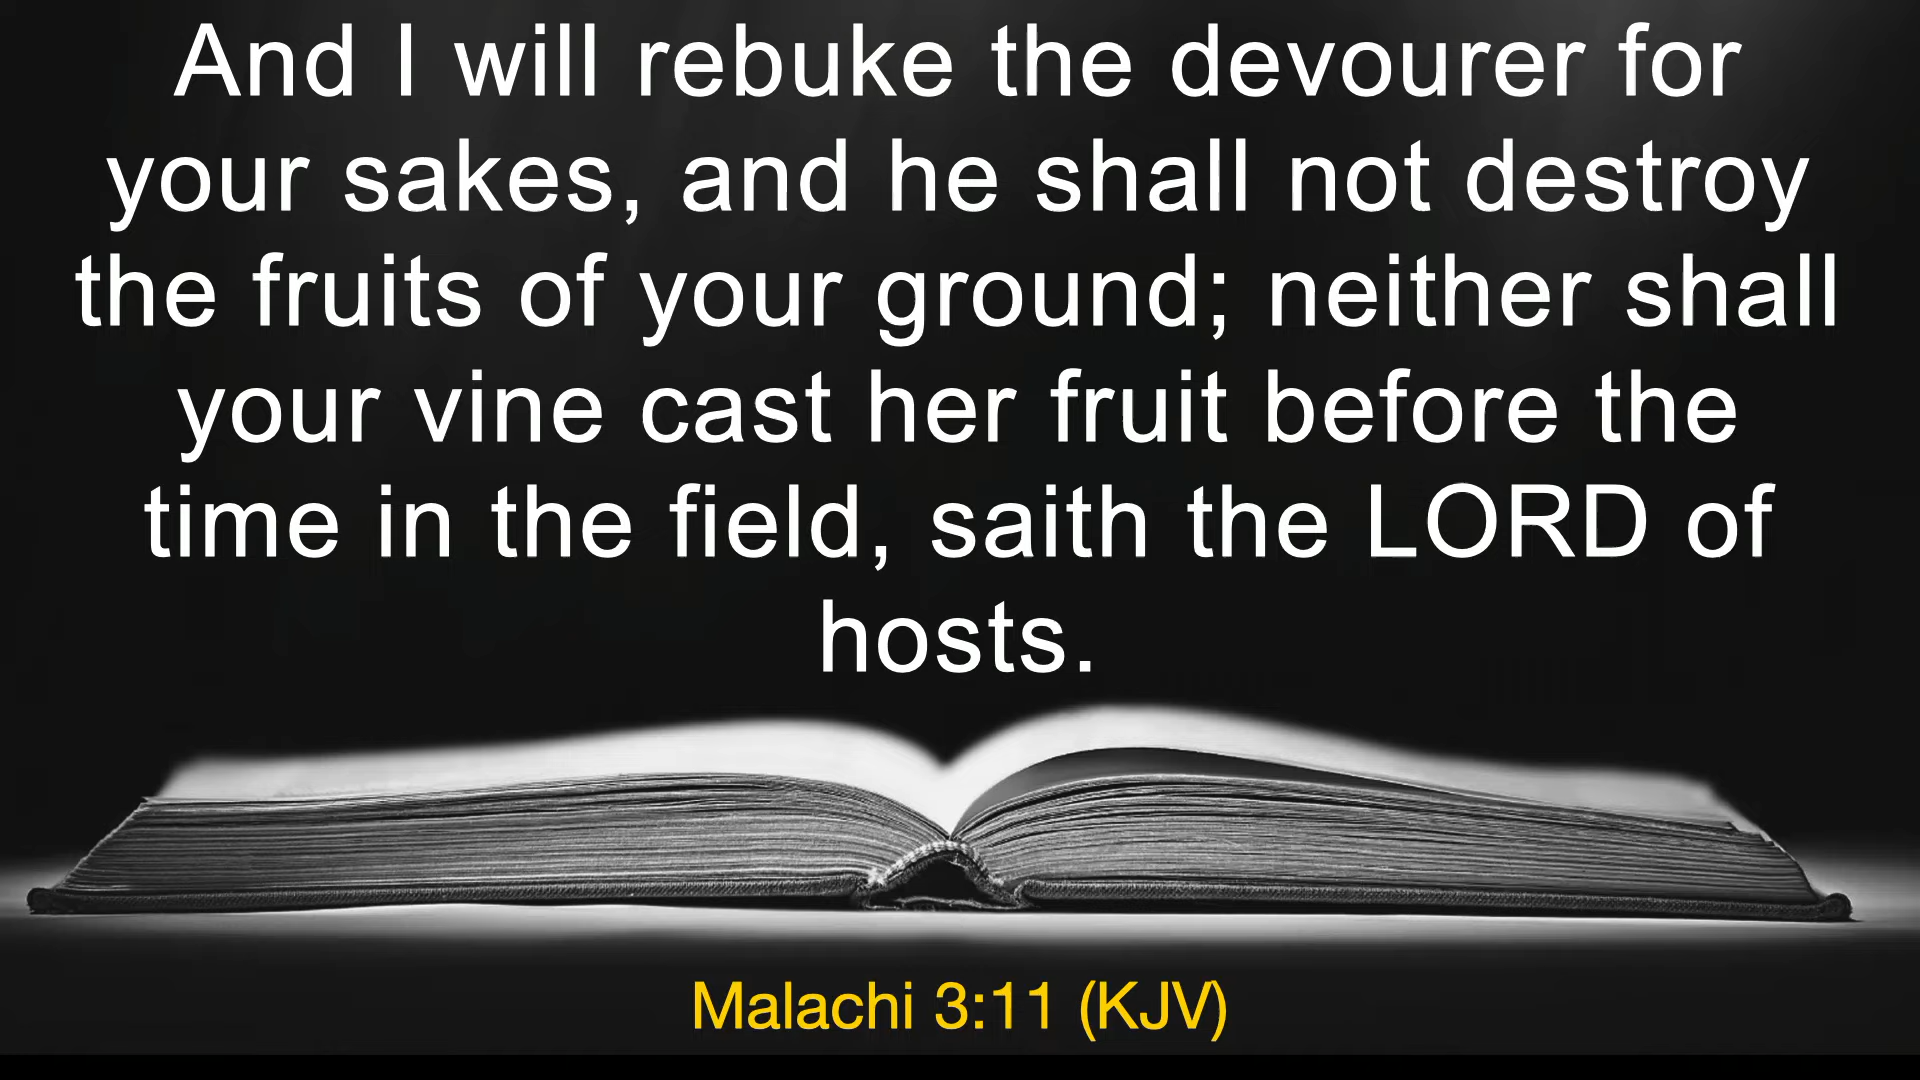 And I will rebuke the devourer for
your sakes, and he shall not destroy
the fruits of your ground; neither shall
your vine cast her fruit before the
time in the field, saith the LORD of
hosts.
Malachi 3:11 (KJV)